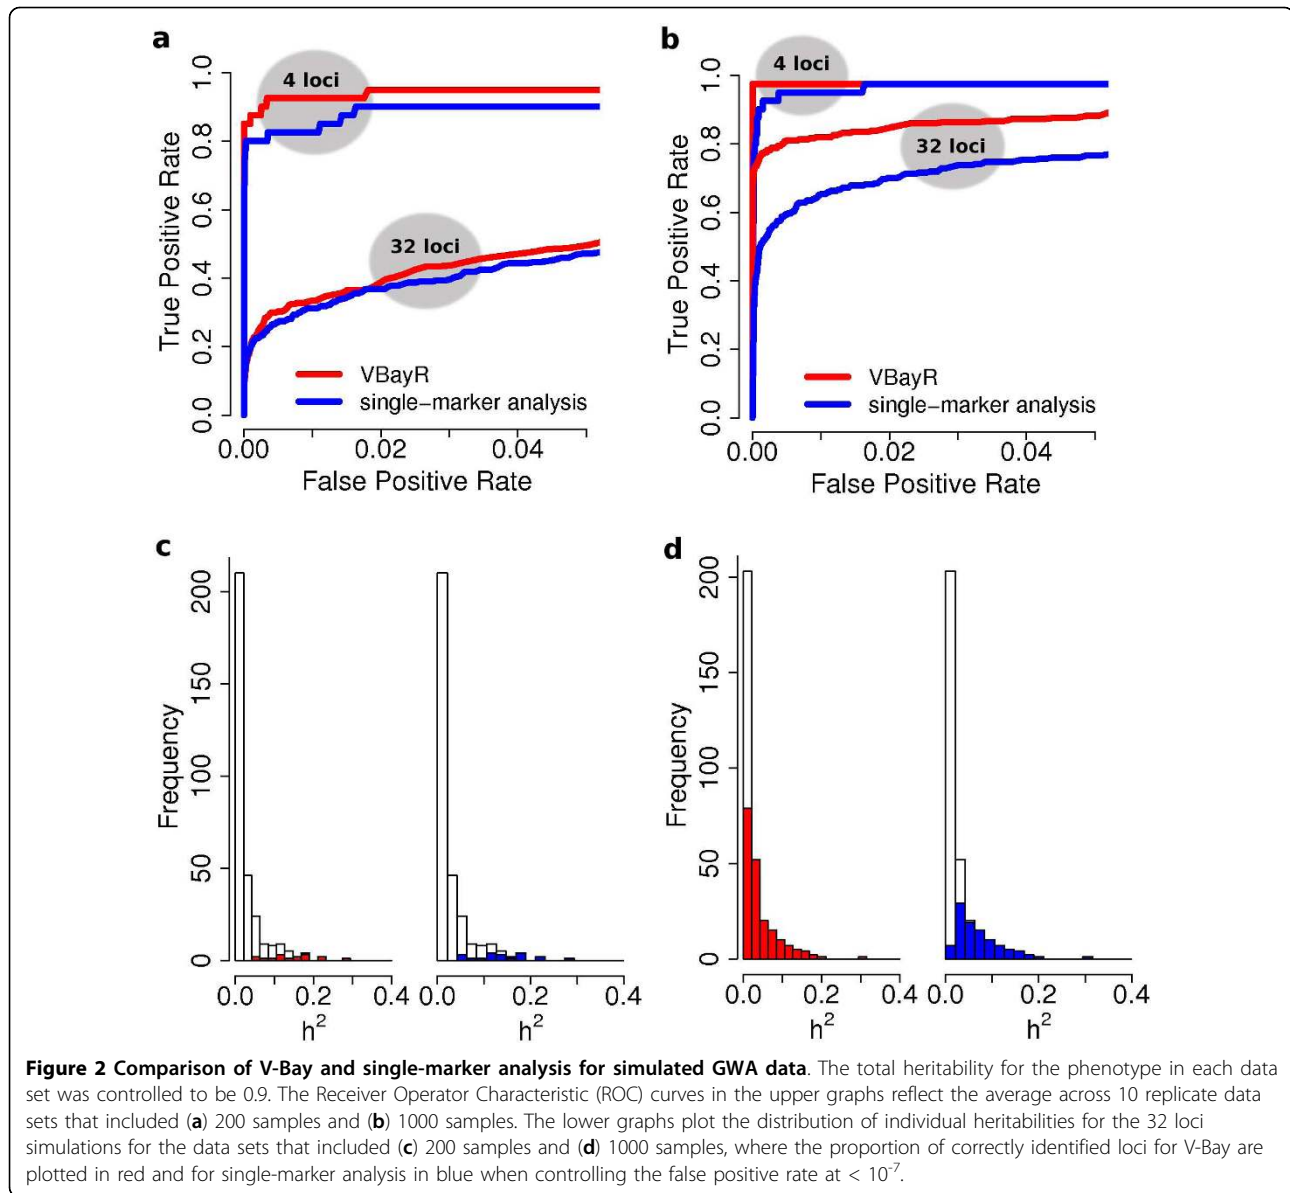 a
1.0
0.8
0.6
0.4
0.2
0.0
True Positive Rate
4 loci
32 loci
VBayR
single-marker analysis
0.00 0.02 0.04
False Positive Rate
b
1.0
0.8
0.6
0.4
0.2
0.0
True Positive Rate
4 loci
32 loci
VBayR
single-marker analysis
0.00 0.02 0.04
False Positive Rate
c
200
150
100
50
0
Frequency
0.0 0.2 0.4
h²
0.0 0.2 0.4
h²
d
200
150
100
50
0
Frequency
0.0 0.2 0.4
h²
0.0 0.2 0.4
h²
Figure 2 Comparison of V-Bay and single-marker analysis for simulated GWA data. The total heritability for the phenotype in each data
set was controlled to be 0.9. The Receiver Operator Characteristic (ROC) curves in the upper graphs reflect the average across 10 replicate data
sets that included (a) 200 samples and (b) 1000 samples. The lower graphs plot the distribution of individual heritabilities for the 32 loci
simulations for the data sets that included (c) 200 samples and (d) 1000 samples, where the proportion of correctly identified loci for V-Bay are
plotted in red and for single-marker analysis in blue when controlling the false positive rate at < 10⁻⁷.